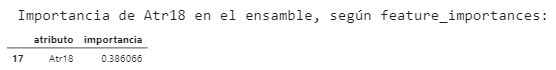 Importancia de Atr18 en el ensamble, según feature_importances:
atributo importancia
17 Atr18 0.386066